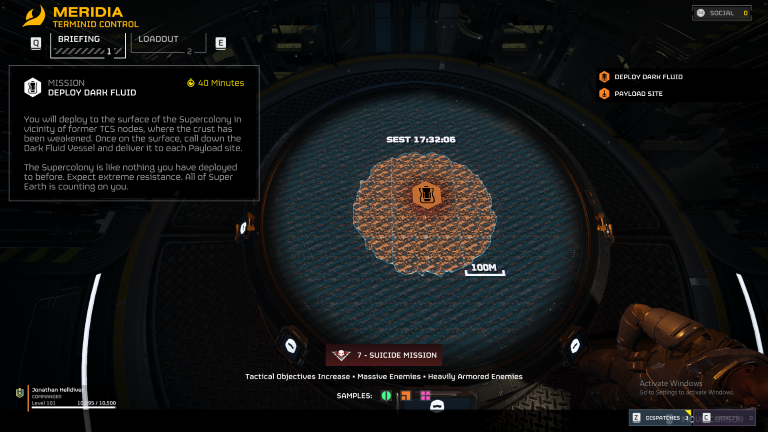 MERIDIA
TERMINID CONTROL
SOCIAL 0
Q
BRIEFING
1
LOADOUT
2
E
MISSION
DEPLOY DARK FLUID
40 Minutes
You will deploy to the surface of the Supercolony in
vicinity of former TCS nodes, where the crust has
been weakened. Once on the surface, call down the
Dark Fluid Vessel and deliver it to each Payload site.
The Supercolony is like nothing you have deployed
to before. Expect extreme resistance. All of Super
Earth is counting on you.
DEPLOY DARK FLUID
PAYLOAD SITE
SEST 17:32:06
100M
7 - SUICIDE MISSION
Tactical Objectives Increase • Massive Enemies • Heavily Armored Enemies
SAMPLES:
Jonathan Helldiver
COMMANDER
Level 101
/ 10,500
Activate Windows
Go to Settings to activate Windows.
Z DISPATCHES 3
C